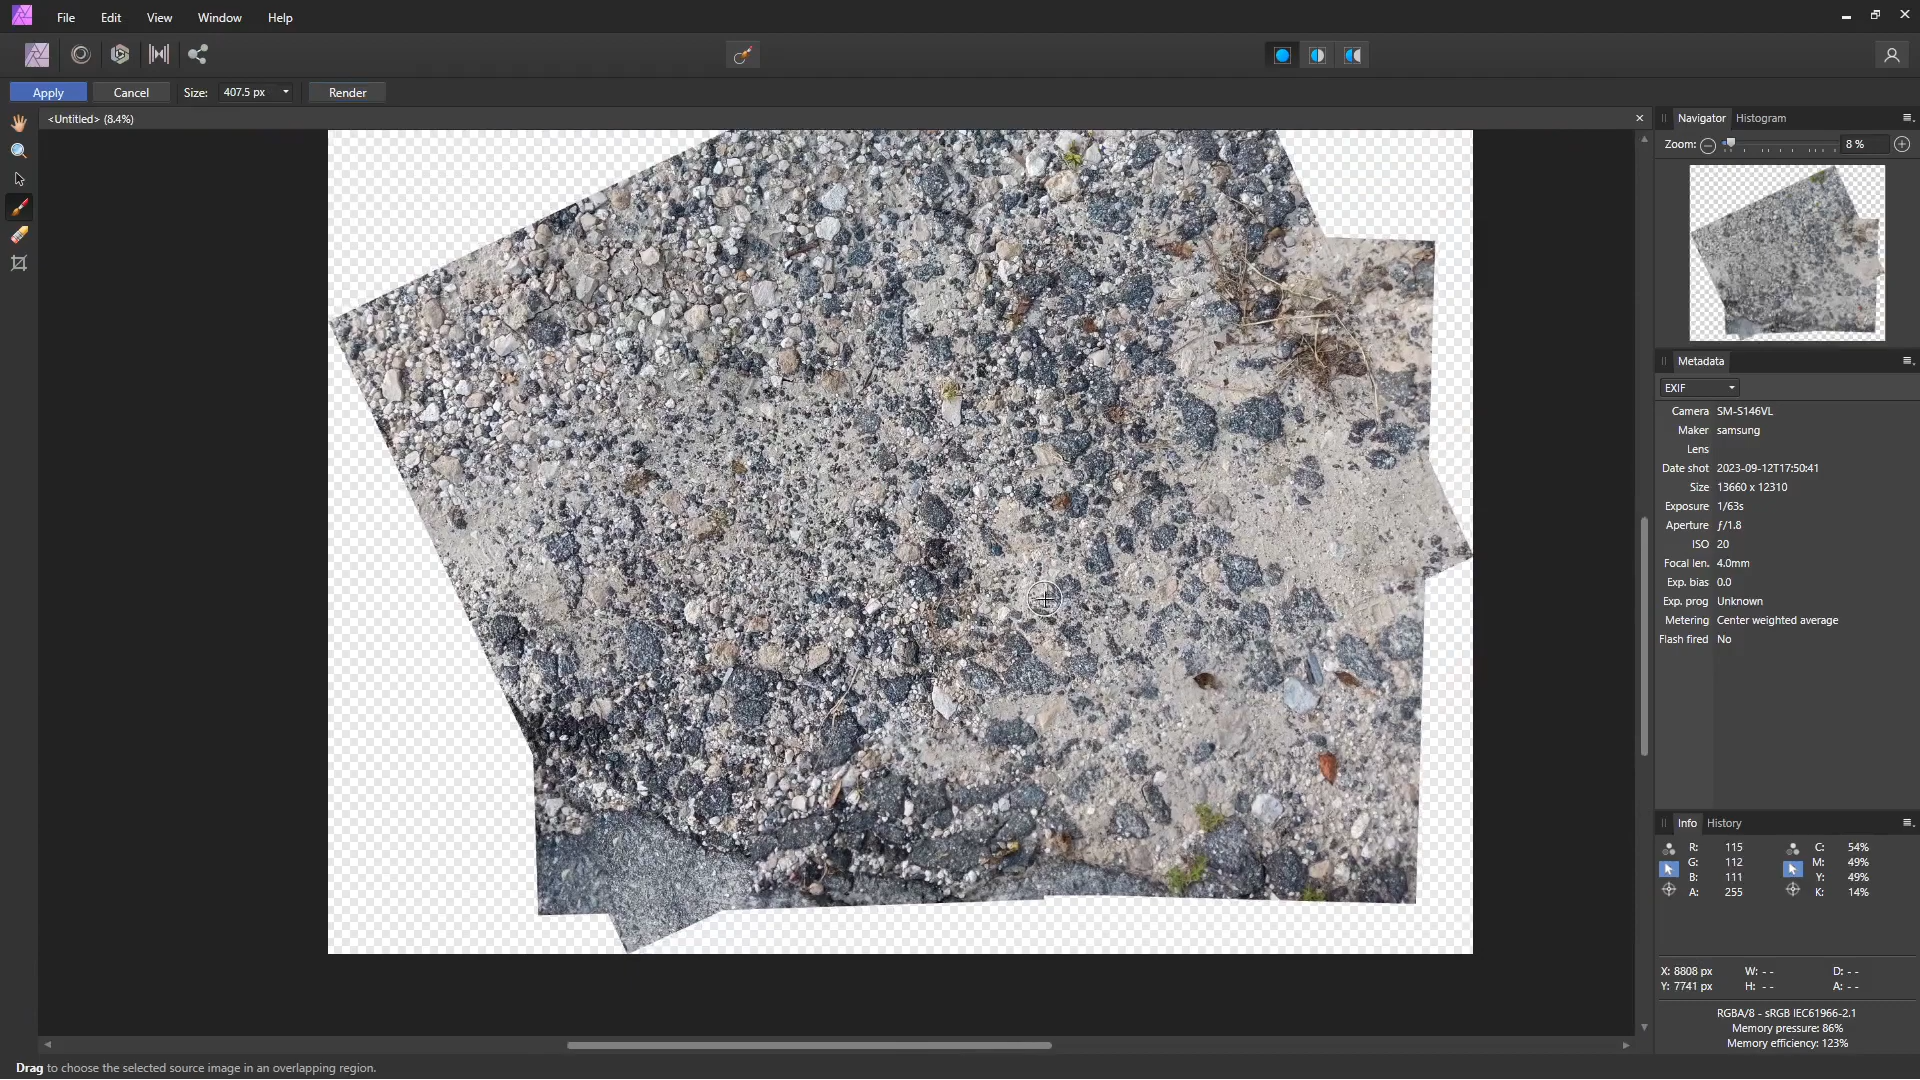 File Edit View Window Help
Apply Cancel Size: 407.5 px Render
<Untitled> (8.4%)
Navigator Histogram
Zoom: 8 %
Metadata
EXIF
Camera SM-S146VL
Maker samsung
Lens
Date shot 2023-09-12T17:50:41
Size 13660 x 12310
Exposure 1/63s
Aperture ƒ/1.8
ISO 20
Focal len. 4.0mm
Exp. bias 0.0
Exp. prog Unknown
Metering Center weighted average
Flash fired No
Info History
R: 115 C: 54%
G: 112 M: 49%
B: 111 Y: 49%
A: 255 K: 14%
X: 8808 px W: - - D: - -
Y: 7741 px H: - - A: - -
RGBA/8 - sRGB IEC61966-2.1
Memory pressure: 86%
Memory efficiency: 123%
Drag to choose the selected source image in an overlapping region.